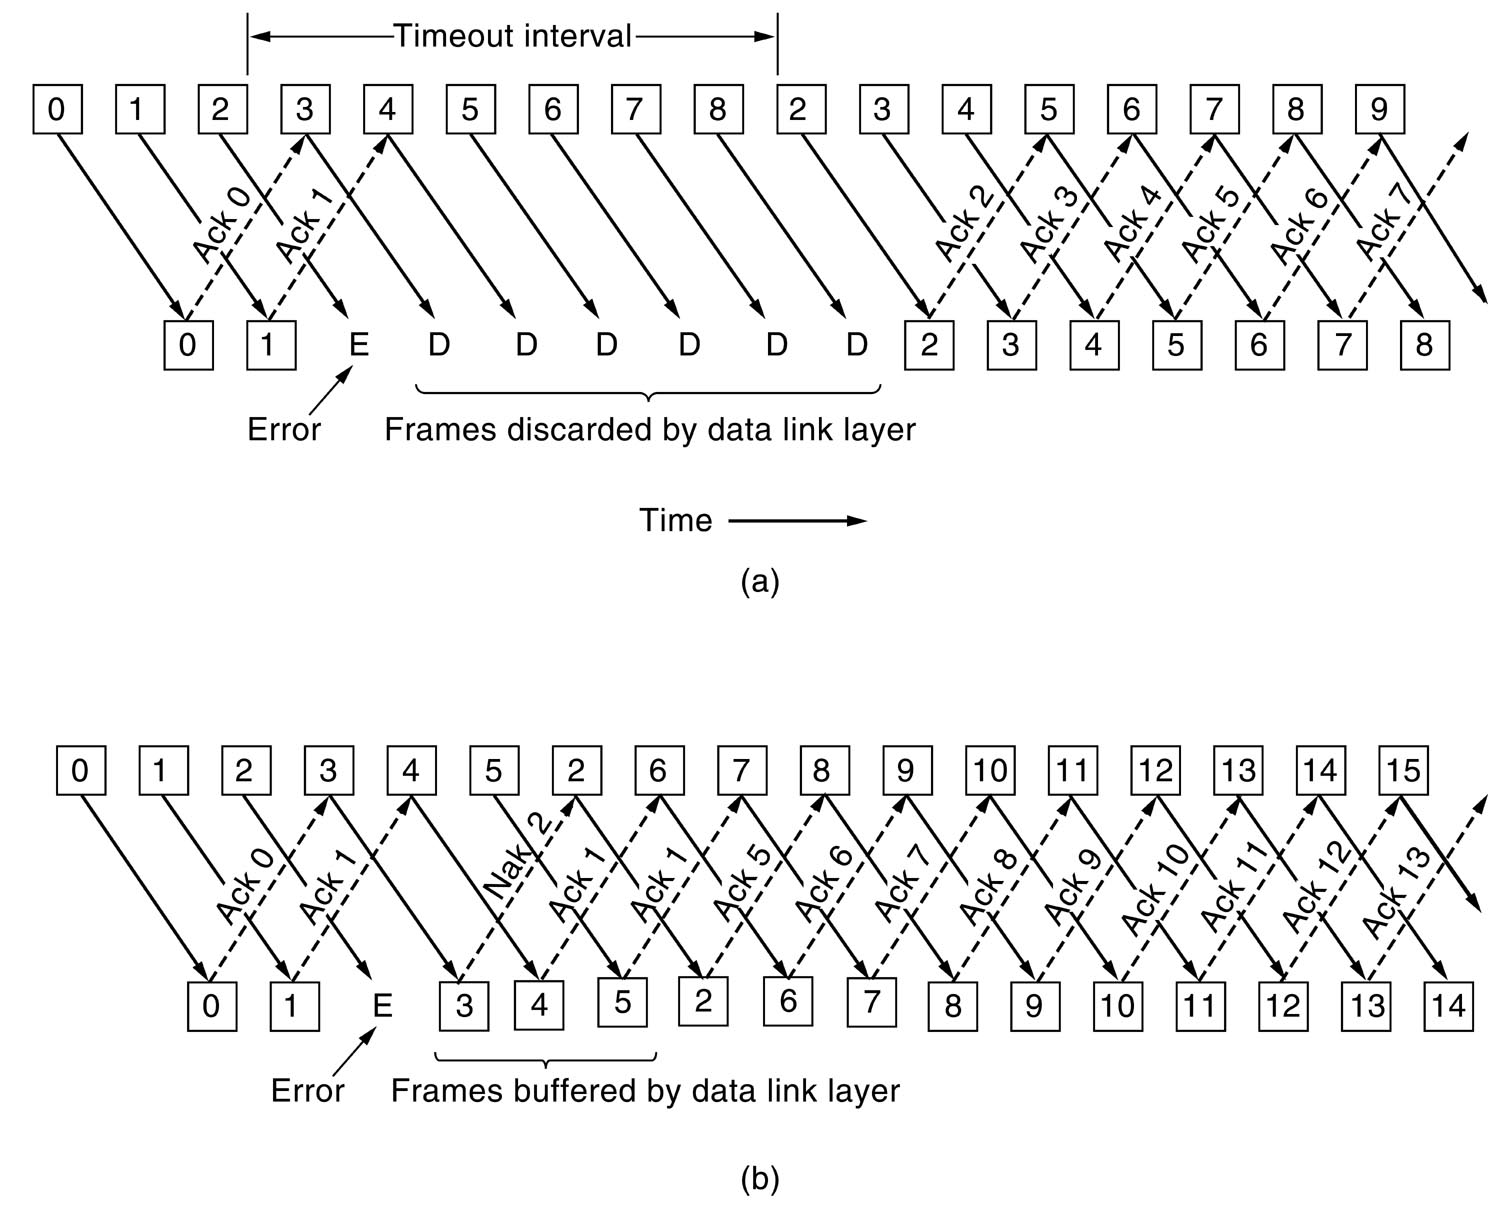 Timeout interval
0 1 2 3 4 5 6 7 8 2 3 4 5 6 7 8 9
Ack 0 Ack 1 Ack 2 Ack 3 Ack 4 Ack 5 Ack 6 Ack 7
0 1 E D D D D D D 2 3 4 5 6 7 8
Error Frames discarded by data link layer
Time
(a)
0 1 2 3 4 5 2 6 7 8 9 10 11 12 13 14 15
Ack 0 Ack 1 Nak 2 Ack 1 Ack 1 Ack 5 Ack 6 Ack 7 Ack 8 Ack 9 Ack 10 Ack 11 Ack 12 Ack 13
0 1 E 3 4 5 2 6 7 8 9 10 11 12 13 14
Error Frames buffered by data link layer
(b)